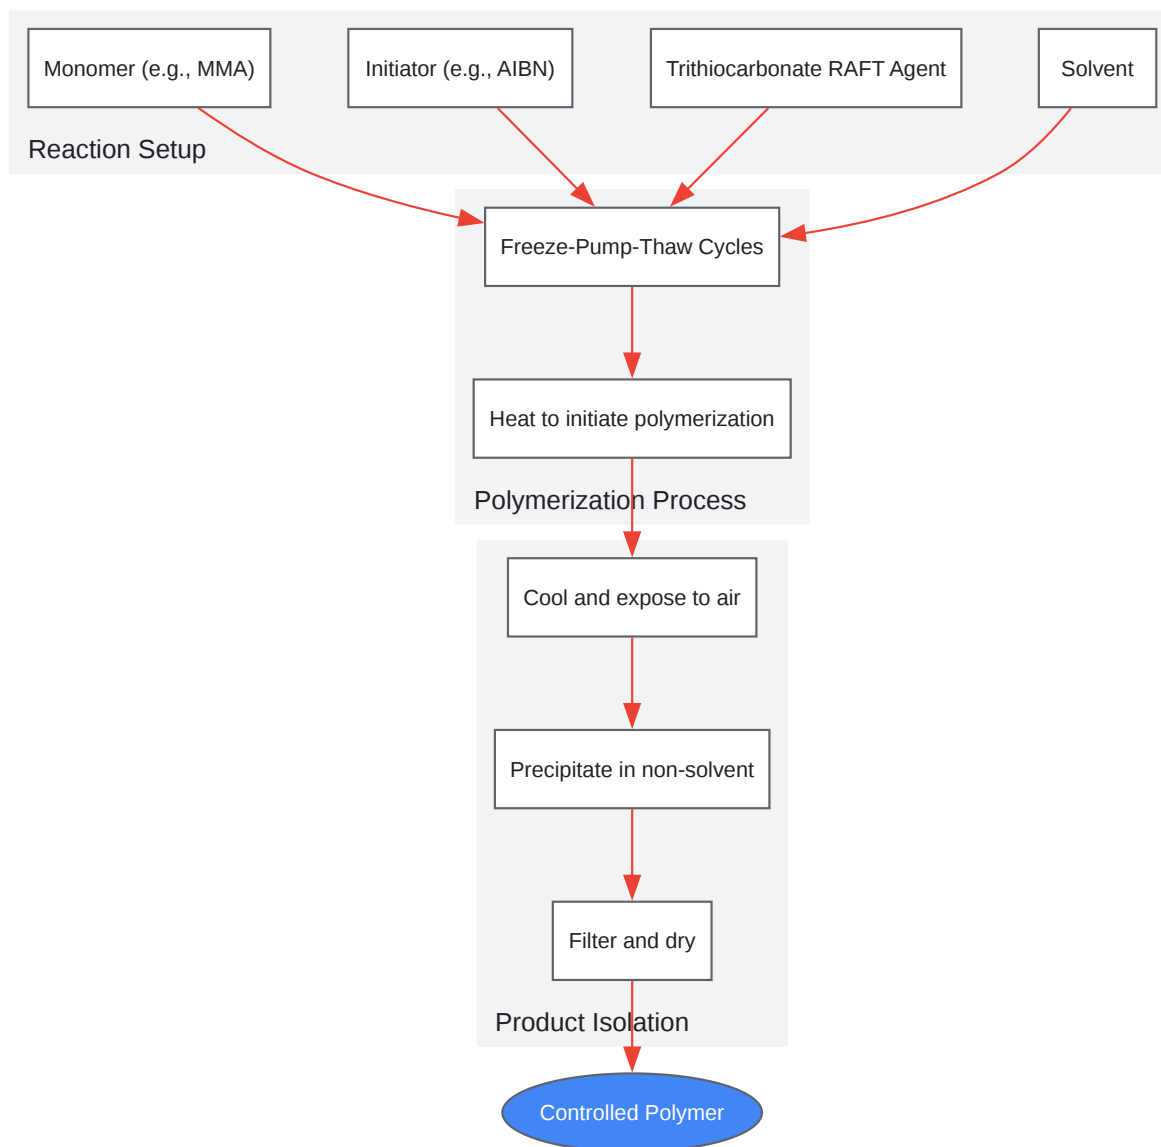 Monomer (e.g., MMA)
Initiator (e.g., AIBN)
Trithiocarbonate RAFT Agent
Solvent
Reaction Setup
Freeze-Pump-Thaw Cycles
Heat to initiate polymerization
Polymerization Process
Cool and expose to air
Precipitate in non-solvent
Filter and dry
Product Isolation
Controlled Polymer